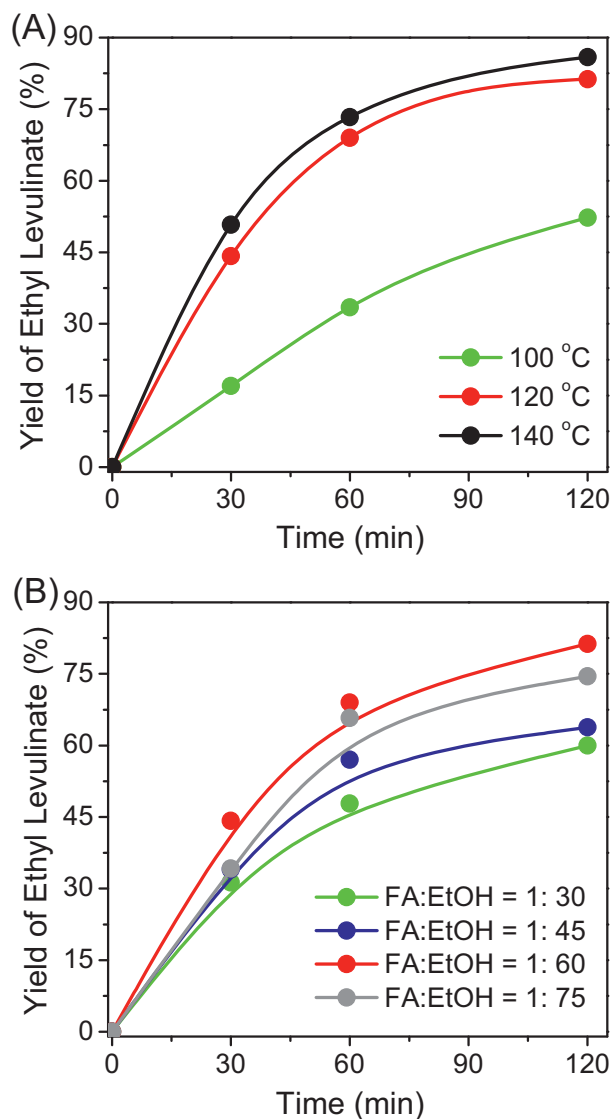 (A)
90
75
60
45
30
15
0
Yield of Ethyl Levulinate (%)
100 °C
120 °C
140 °C
0 30 60 90 120
Time (min)
(B)
90
75
60
45
30
15
0
Yield of Ethyl Levulinate (%)
FA:EtOH = 1: 30
FA:EtOH = 1: 45
FA:EtOH = 1: 60
FA:EtOH = 1: 75
0 30 60 90 120
Time (min)